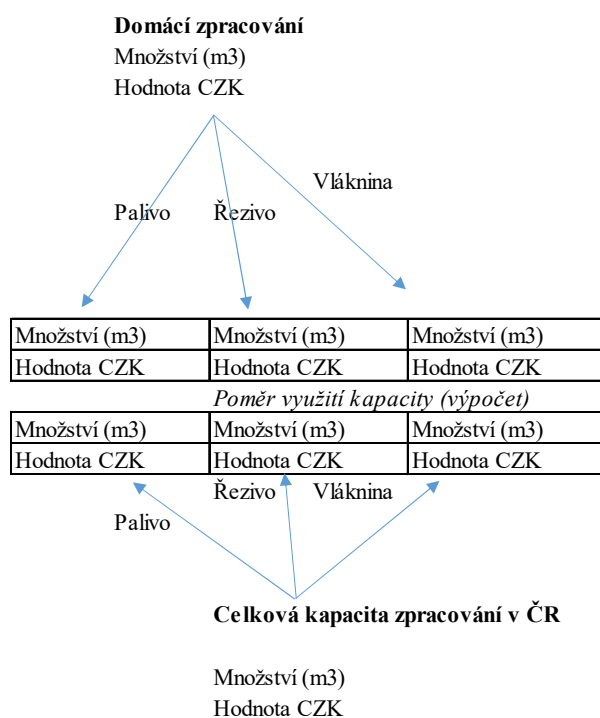 Domácí zpracování
Množství (m3)
Hodnota CZK
Vláknina
Palivo Řezivo
Množství (m3) Množství (m3) Množství (m3)
Hodnota CZK Hodnota CZK Hodnota CZK
Poměr využití kapacity (výpočet)
Množství (m3) Množství (m3) Množství (m3)
Hodnota CZK Hodnota CZK Hodnota CZK
Řezivo Vláknina
Palivo
Celková kapacita zpracování v ČR
Množství (m3)
Hodnota CZK